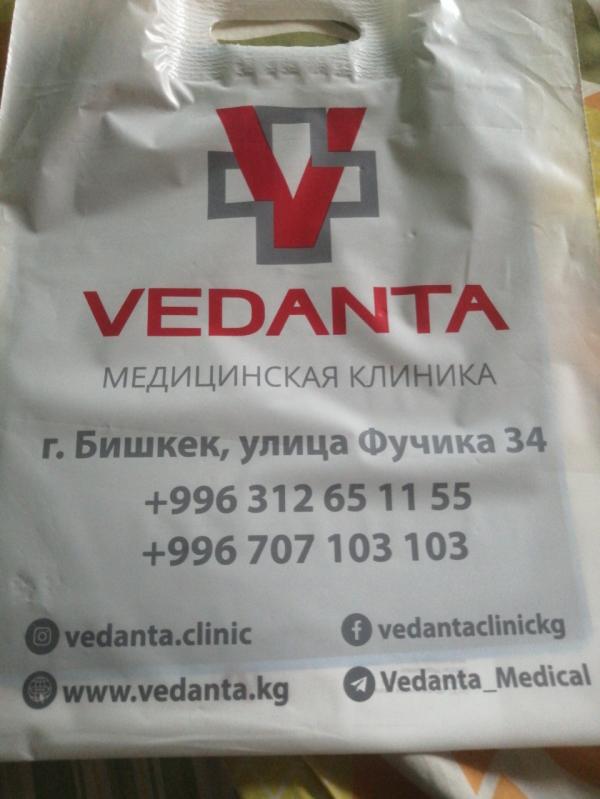 VEDANTA
МЕДИЦИНСКАЯ КЛИНИКА
г. Бишкек, улица Фучика 34
+996 312 65 11 55
+996 707 103 103
vedanta.clinic
vedantaclinickg
www.vedanta.kg
Vedanta_Medical